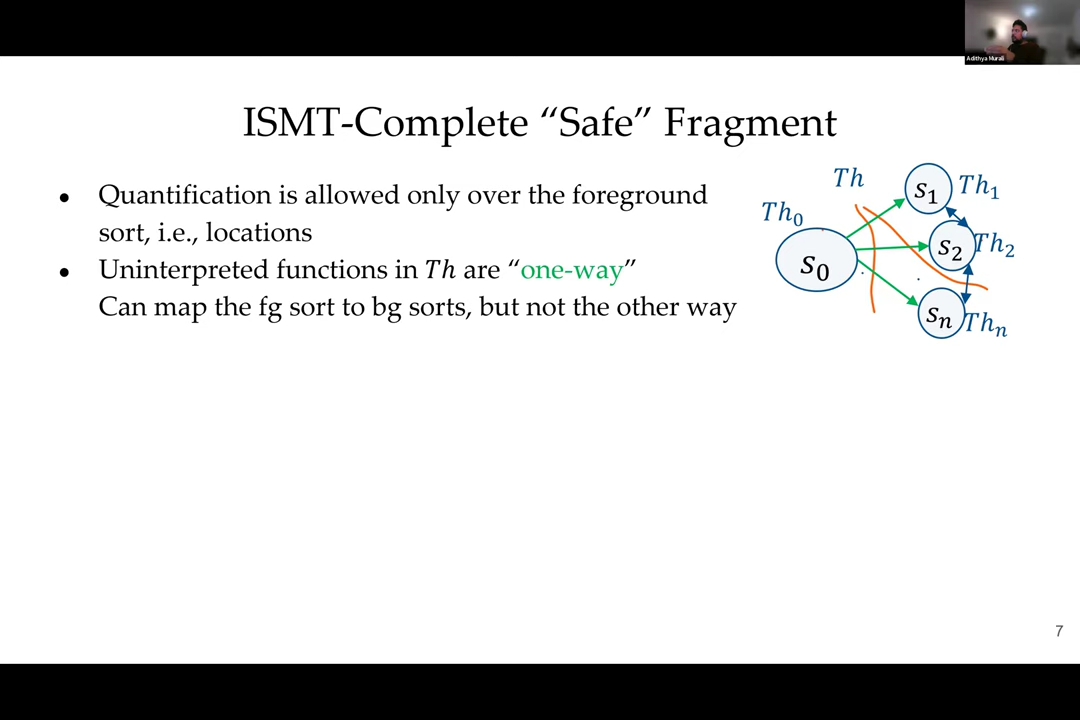 Adithya Murali
ISMT-Complete “Safe” Fragment
• Quantification is allowed only over the foreground
sort, i.e., locations
• Uninterpreted functions in Th are “one-way”
Can map the fg sort to bg sorts, but not the other way
Th
s₁
Th₁
Th₀
s₀
s₂
Th₂
sₙ
Thₙ
7